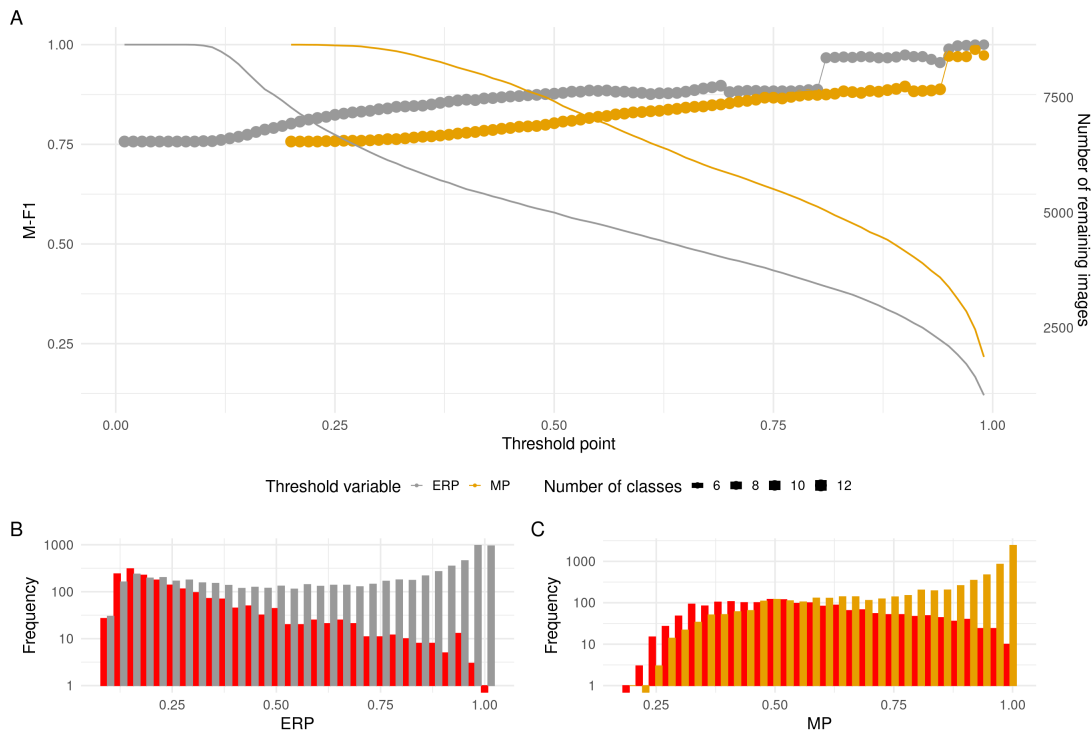 A
1.00
0.75
0.50
0.25
M-F1
7500
5000
2500
Number of remaining images
0.00 0.25 0.50 0.75 1.00
Threshold point
Threshold variable ERP MP Number of classes 6 8 10 12
B
1000
100
10
1
Frequency
0.25 0.50 0.75 1.00
ERP
C
1000
100
10
1
Frequency
0.25 0.50 0.75 1.00
MP